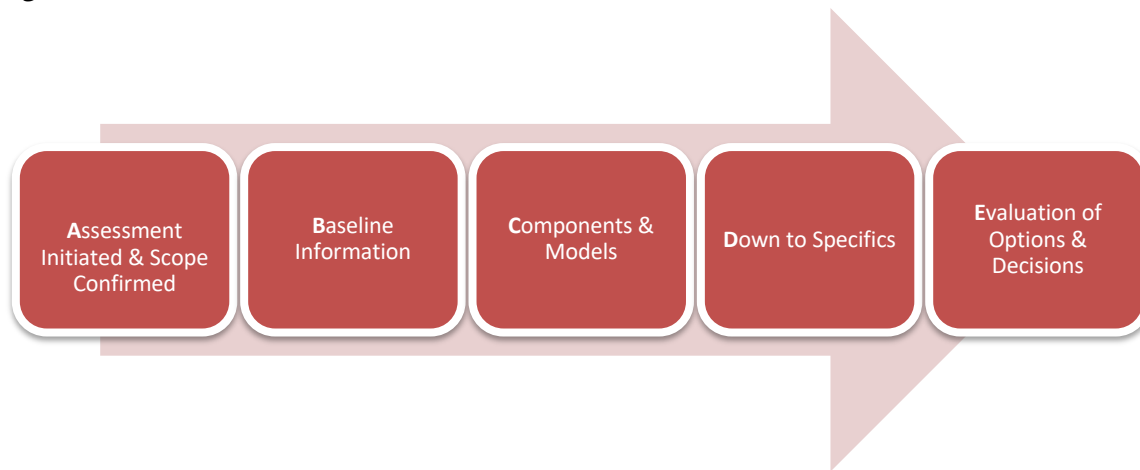 Assessment
Initiated & Scope
Confirmed
Baseline
Information
Components &
Models
Down to Specifics
Evaluation of
Options &
Decisions